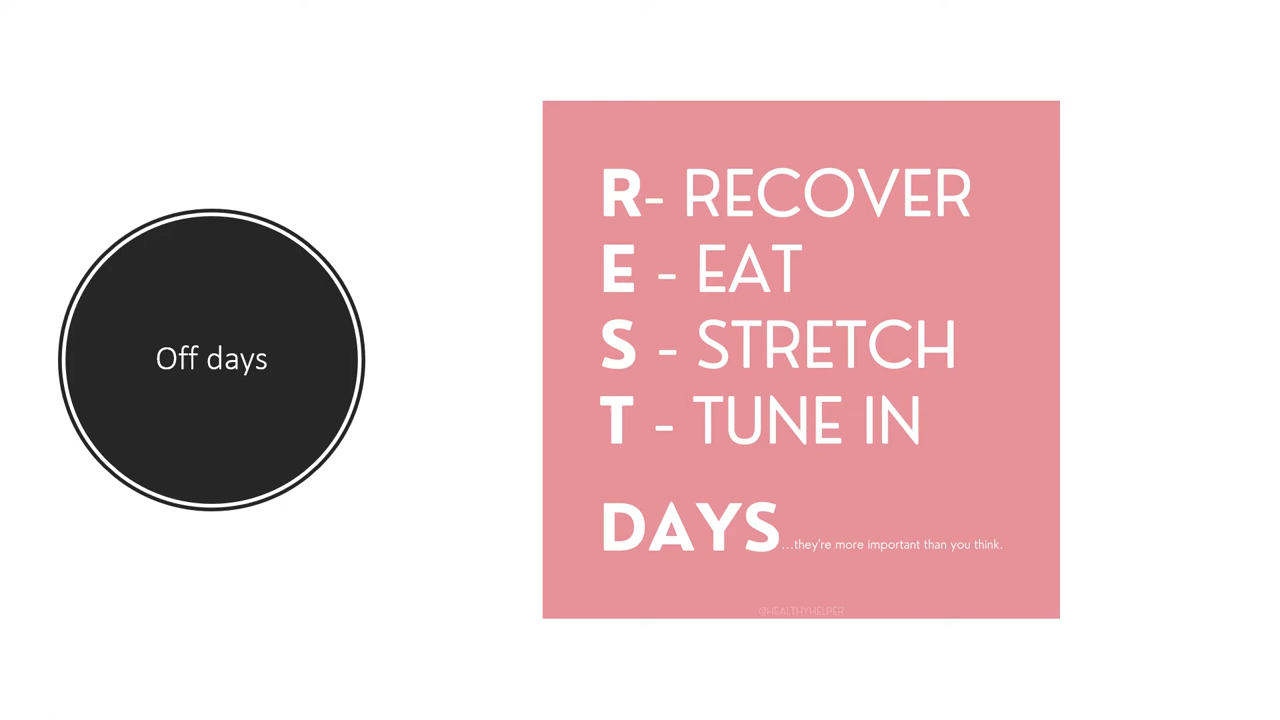 Off days
R- RECOVER
E - EAT
S - STRETCH
T - TUNE IN
DAYS...they're more important than you think.
@HEALTHYHELPER